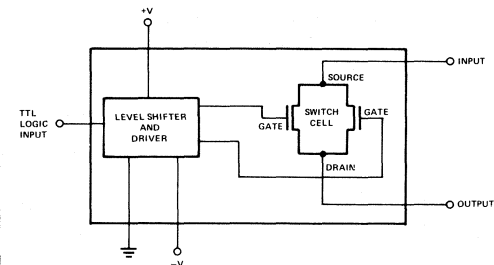 +V
INPUT
SOURCE
TTL
LOGIC
INPUT
LEVEL SHIFTER
AND
DRIVER
GATE
SWITCH
CELL
GATE
DRAIN
OUTPUT
-V